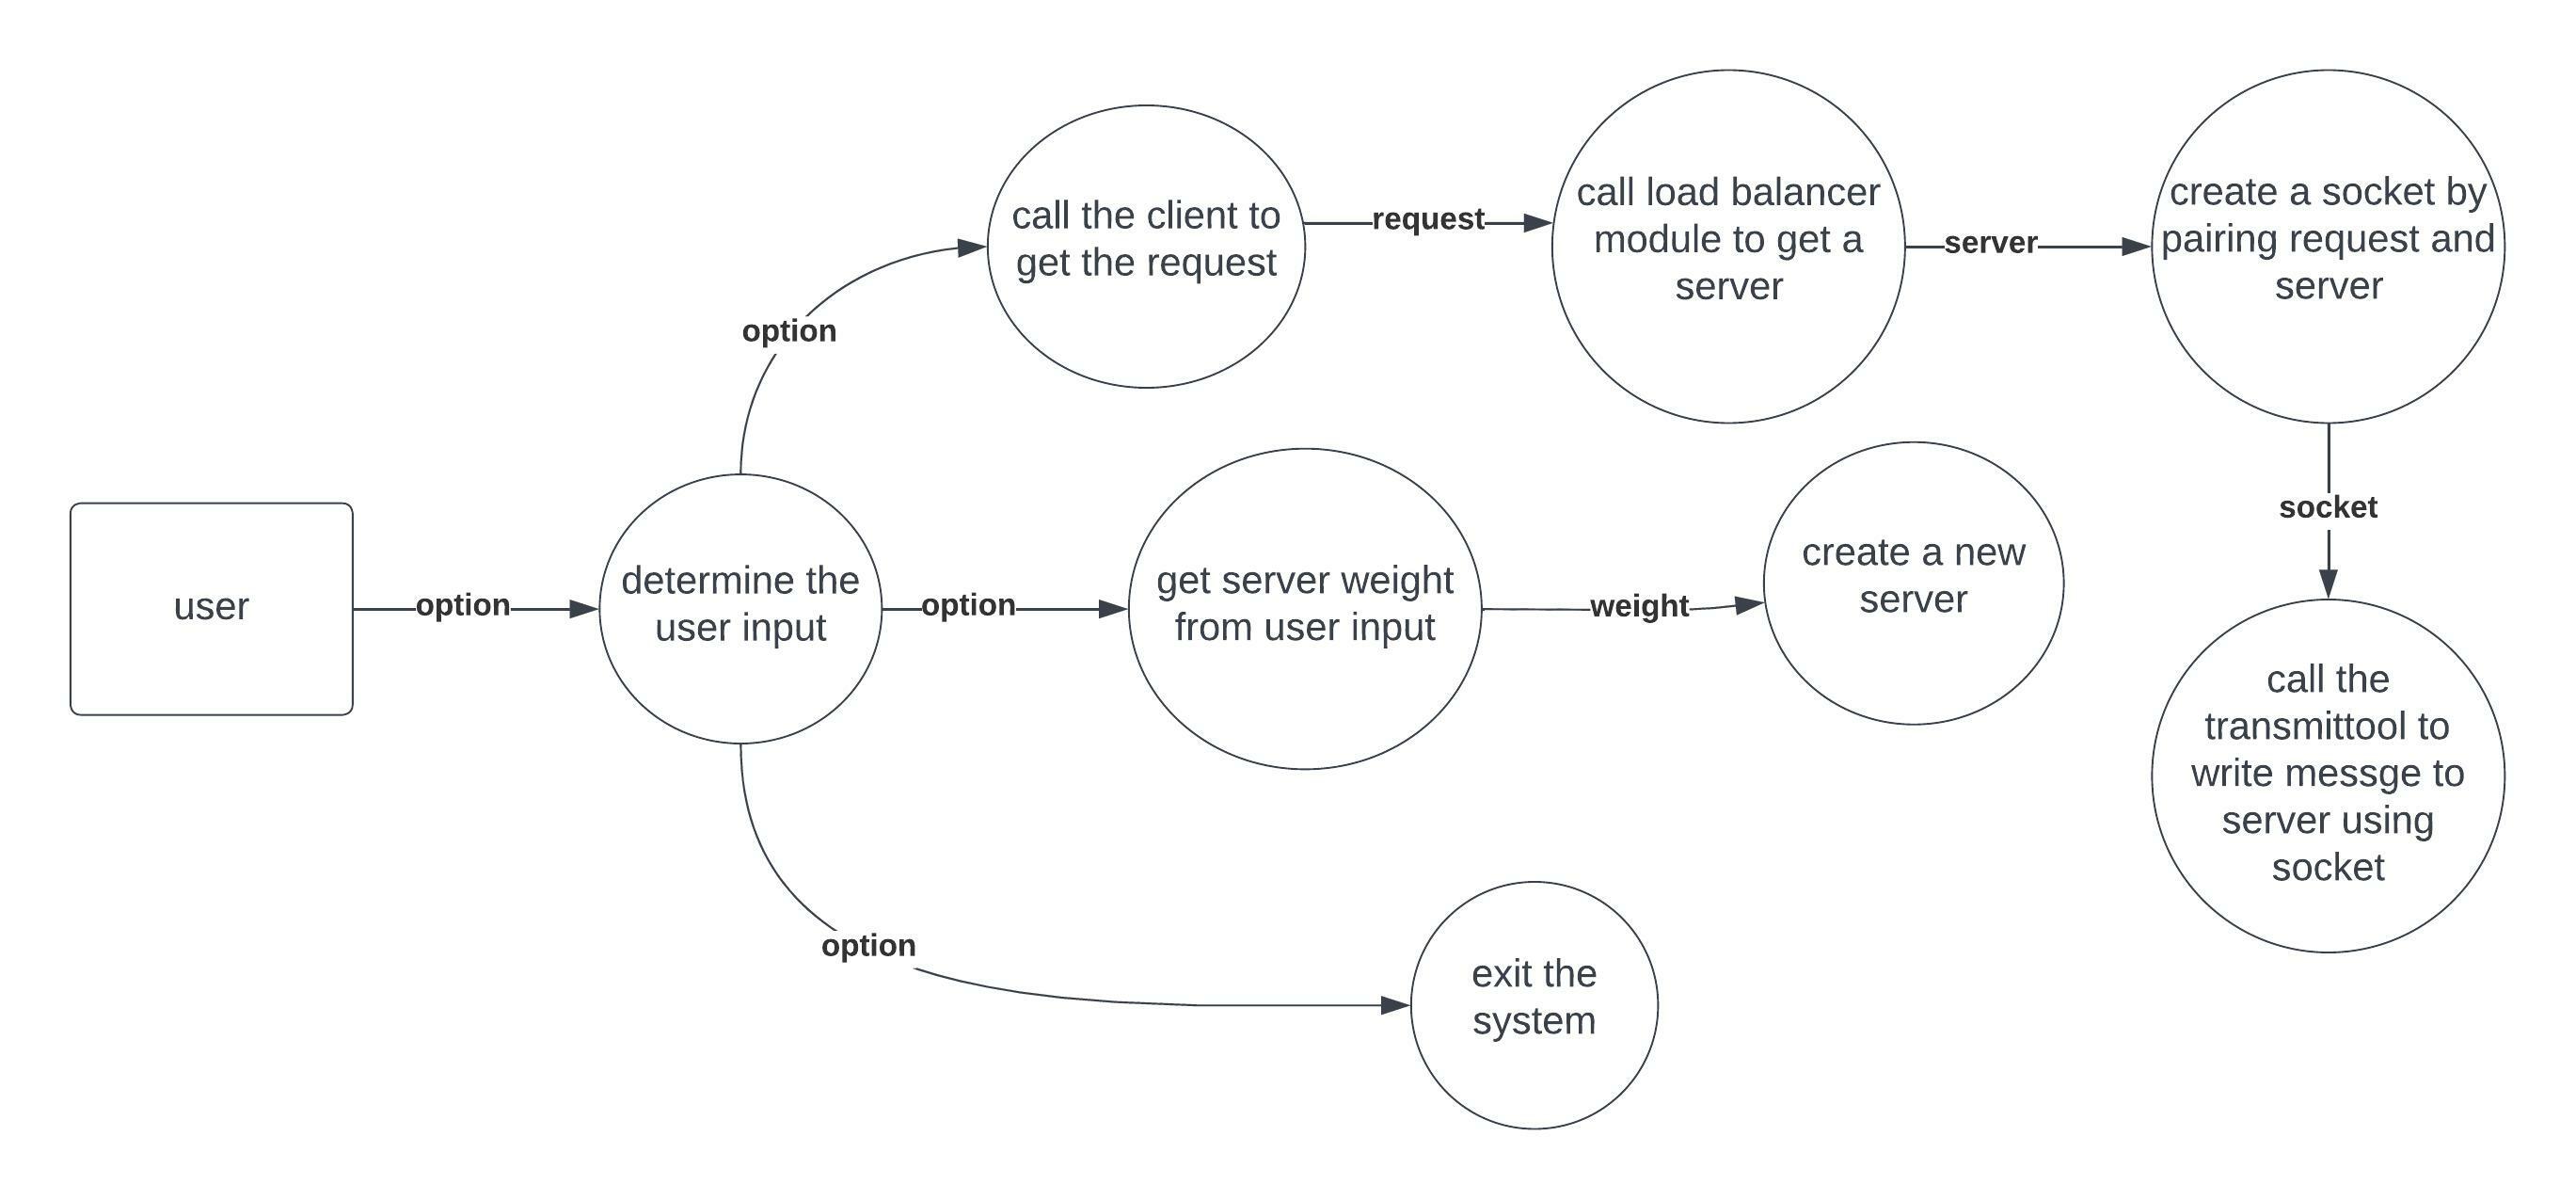 call the client to
get the request
request
call load balancer
module to get a
server
server
create a socket by
pairing request and
server
option
socket
user
option
determine the
user input
option
get server weight
from user input
weight
create a new
server
call the
transmittool to
write messge to
server using
socket
option
exit the
system